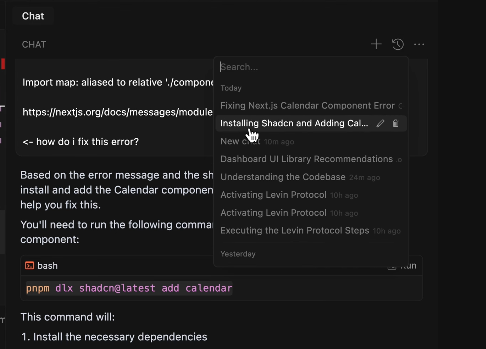 Chat
CHAT
Import map: aliased to relative './compone
https://nextjs.org/docs/messages/module
<- how do i fix this error?
Search...
Today
Fixing Next.js Calendar Component Error
Installing Shadcn and Adding Cal...
New 10m ago
Dashboard UI Library Recommendations
Understanding the Codebase 24m ago
Activating Levin Protocol 10h ago
Activating Levin Protocol 10h ago
Executing the Levin Protocol Steps 10h ago
Yesterday
Based on the error message and the sh
install and add the Calendar componen
help you fix this.
You'll need to run the following comma
component:
bash
pnpm dlx shadcn@latest add calendar
This command will:
1. Install the necessary dependencies